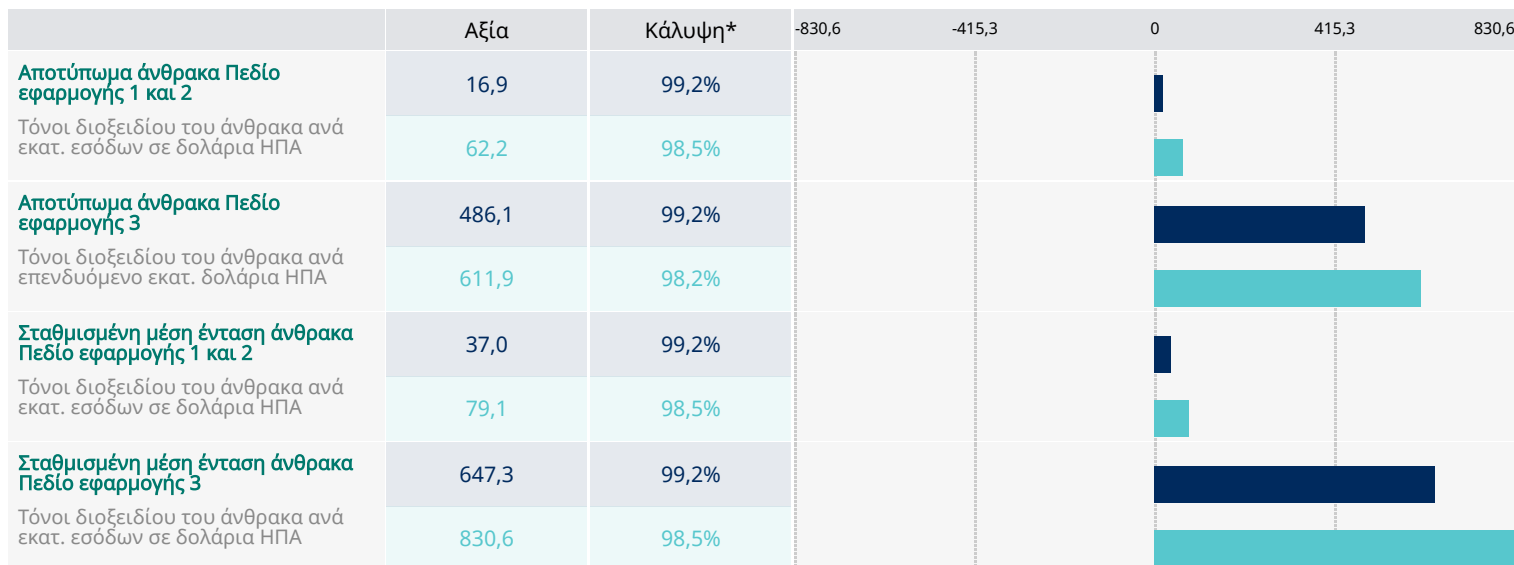 Αξία Κάλυψη* -830,6 -415,3 0 415,3 830,6
Αποτύπωμα άνθρακα Πεδίο
εφαρμογής 1 και 2
16,9 99,2%
Τόνοι διοξειδίου του άνθρακα ανά
εκατ. εσόδων σε δολάρια ΗΠΑ
62,2 98,5%
Αποτύπωμα άνθρακα Πεδίο
εφαρμογής 3
486,1 99,2%
Τόνοι διοξειδίου του άνθρακα ανά
επενδυόμενο εκατ. δολάρια ΗΠΑ
611,9 98,2%
Σταθμισμένη μέση ένταση άνθρακα
Πεδίο εφαρμογής 1 και 2
37,0 99,2%
Τόνοι διοξειδίου του άνθρακα ανά
εκατ. εσόδων σε δολάρια ΗΠΑ
79,1 98,5%
Σταθμισμένη μέση ένταση άνθρακα
Πεδίο εφαρμογής 3
647,3 99,2%
Τόνοι διοξειδίου του άνθρακα ανά
εκατ. εσόδων σε δολάρια ΗΠΑ
830,6 98,5%